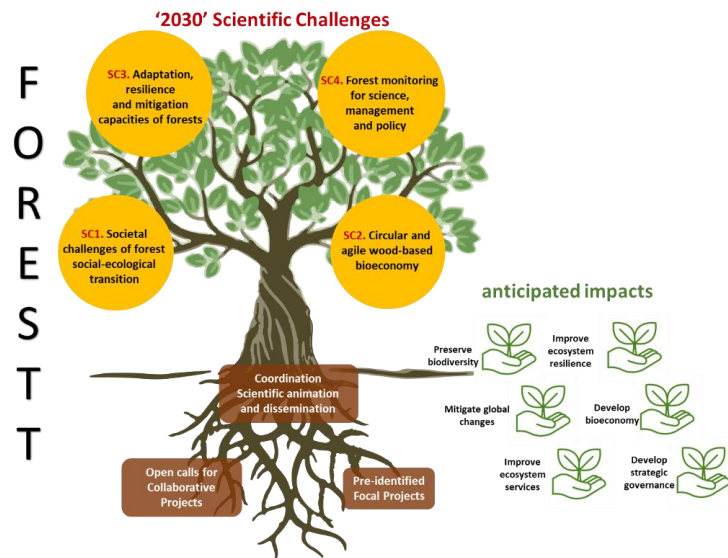 ‘2030’ Scientific Challenges
FORESTT
SC3. Adaptation,
resilience
and mitigation
capacities of forests
SC4. Forest monitoring
for science,
management
and policy
SC1. Societal
challenges of forest
social-ecological
transition
SC2. Circular and
agile wood-based
bioeconomy
Coordination
Scientific animation
and dissemination
Open calls for
Collaborative
Projects
Pre-identified
Focal Projects
anticipated impacts
Preserve
biodiversity
Improve
ecosystem
resilience
Mitigate global
changes
Develop
bioeconomy
Improve
ecosystem
services
Develop
strategic
governance